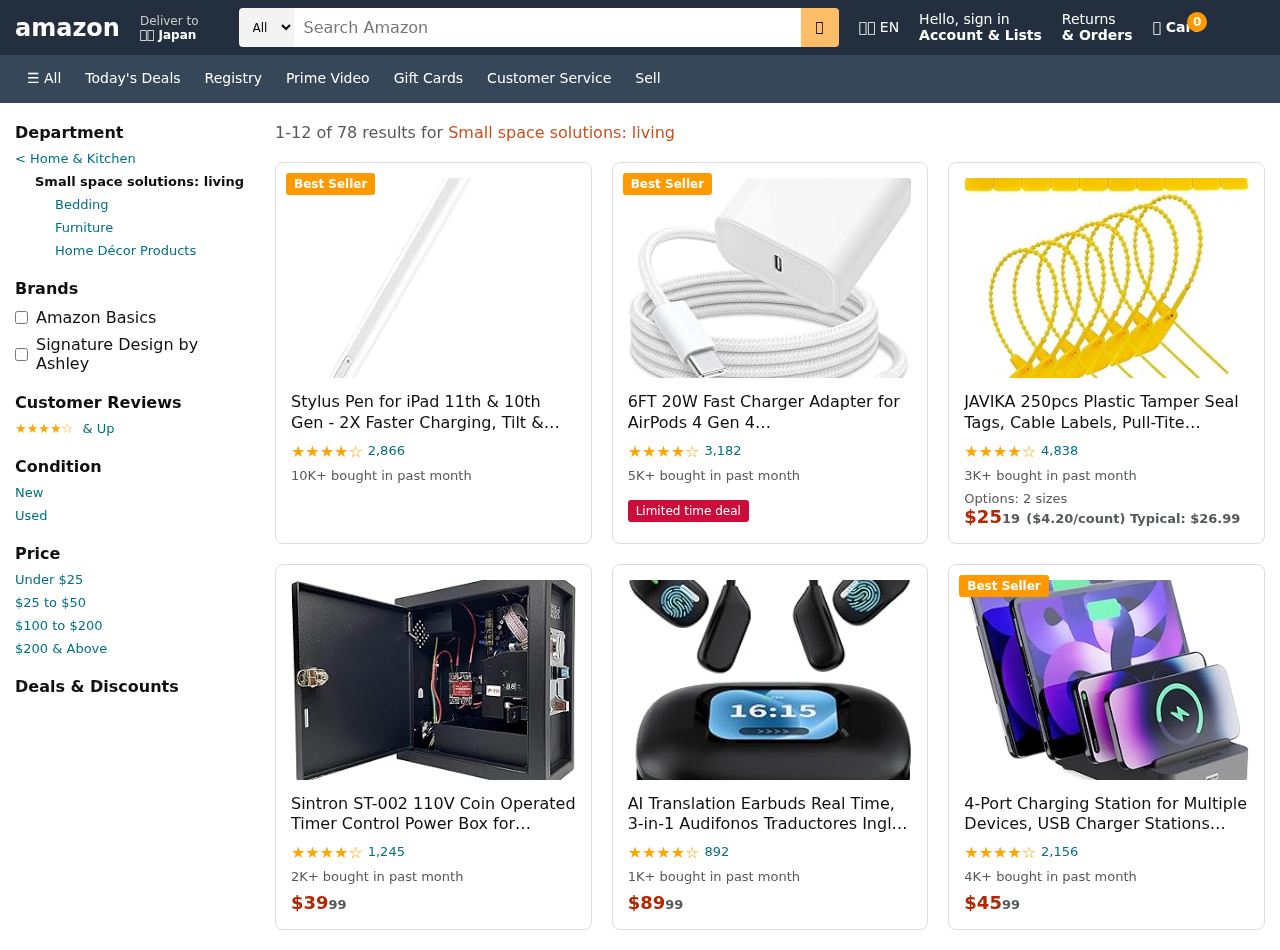 amazon
Deliver to
Japan
All
Search Amazon
EN
Hello, sign in
Account & Lists
Returns
& Orders
0
☰ All
Today's Deals
Registry
Prime Video
Gift Cards
Customer Service
Sell
Department
< Home & Kitchen
Small space solutions: living
Bedding
Furniture
Home Décor Products
Brands
Amazon Basics
Signature Design by
Ashley
Customer Reviews
★★★★☆ & Up
Condition
New
Used
Price
Under $25
$25 to $50
$100 to $200
$200 & Above
Deals & Discounts
1-12 of 78 results for Small space solutions: living
Best Seller
Stylus Pen for iPad 11th & 10th
Gen - 2X Faster Charging, Tilt &…
★★★★☆ 2,866
10K+ bought in past month
Best Seller
6FT 20W Fast Charger Adapter for
AirPods 4 Gen 4…
★★★★☆ 3,182
5K+ bought in past month
Limited time deal
JAVIKA 250pcs Plastic Tamper Seal
Tags, Cable Labels, Pull-Tite…
★★★★☆ 4,838
3K+ bought in past month
Options: 2 sizes
$25 19 ($4.20/count) Typical: $26.99
Sintron ST-002 110V Coin Operated
Timer Control Power Box for…
★★★★☆ 1,245
2K+ bought in past month
$39 99
16:15
AI Translation Earbuds Real Time,
3-in-1 Audifonos Traductores Ingl…
★★★★☆ 892
1K+ bought in past month
$89 99
Best Seller
4-Port Charging Station for Multiple
Devices, USB Charger Stations…
★★★★☆ 2,156
4K+ bought in past month
$45 99